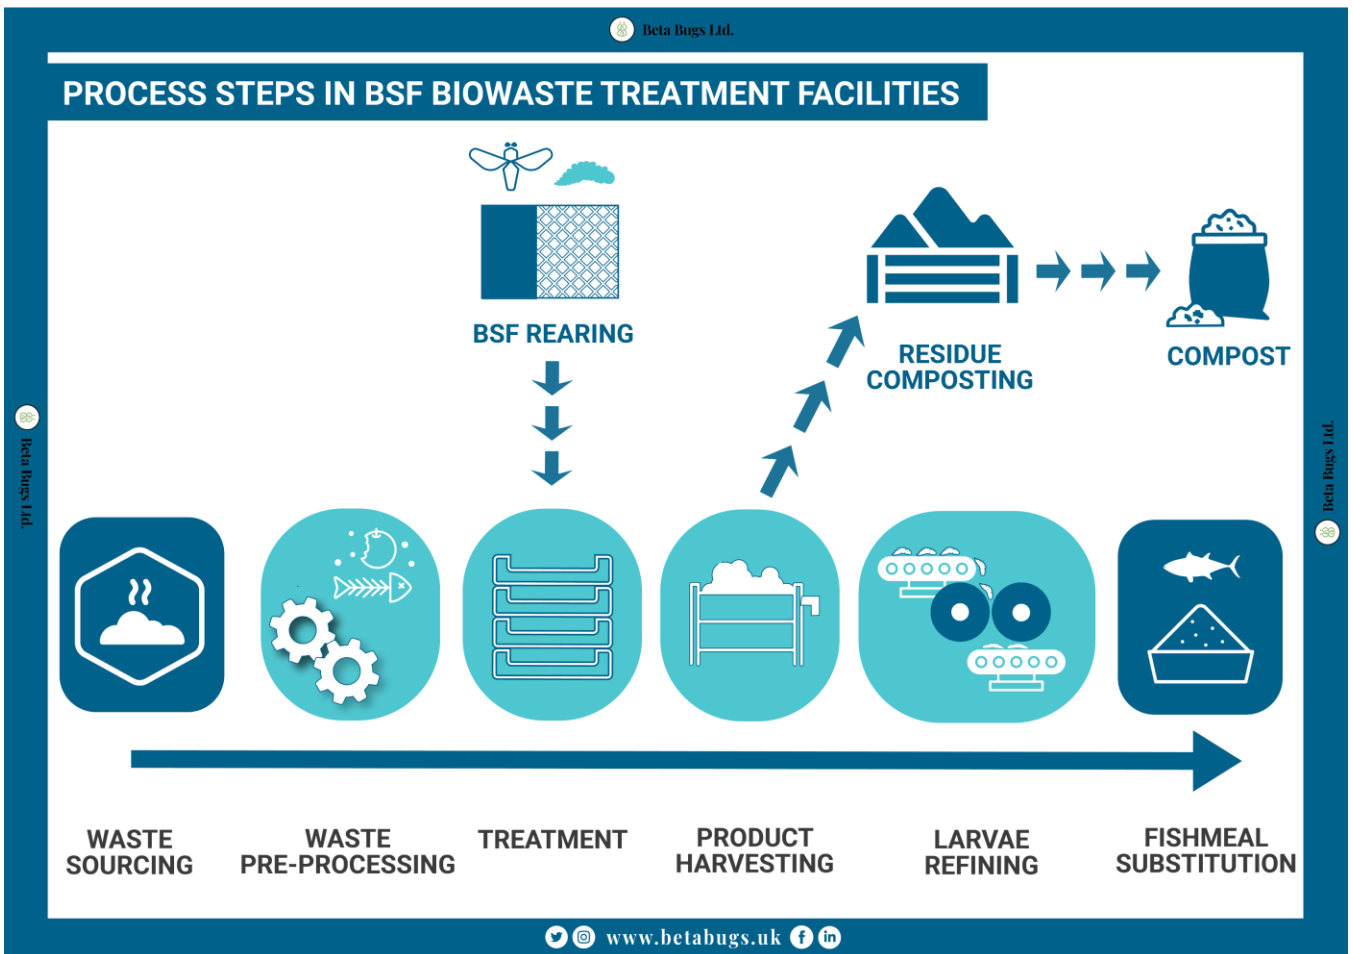 Beta Bugs Ltd.
PROCESS STEPS IN BSF BIOWASTE TREATMENT FACILITIES
BSF REARING
RESIDUE
COMPOSTING
COMPOST
Beta Bugs Ltd.
Beta Bugs Ltd.
WASTE
SOURCING
WASTE
PRE-PROCESSING
TREATMENT
PRODUCT
HARVESTING
LARVAE
REFINING
FISHMEAL
SUBSTITUTION
www.betabugs.uk